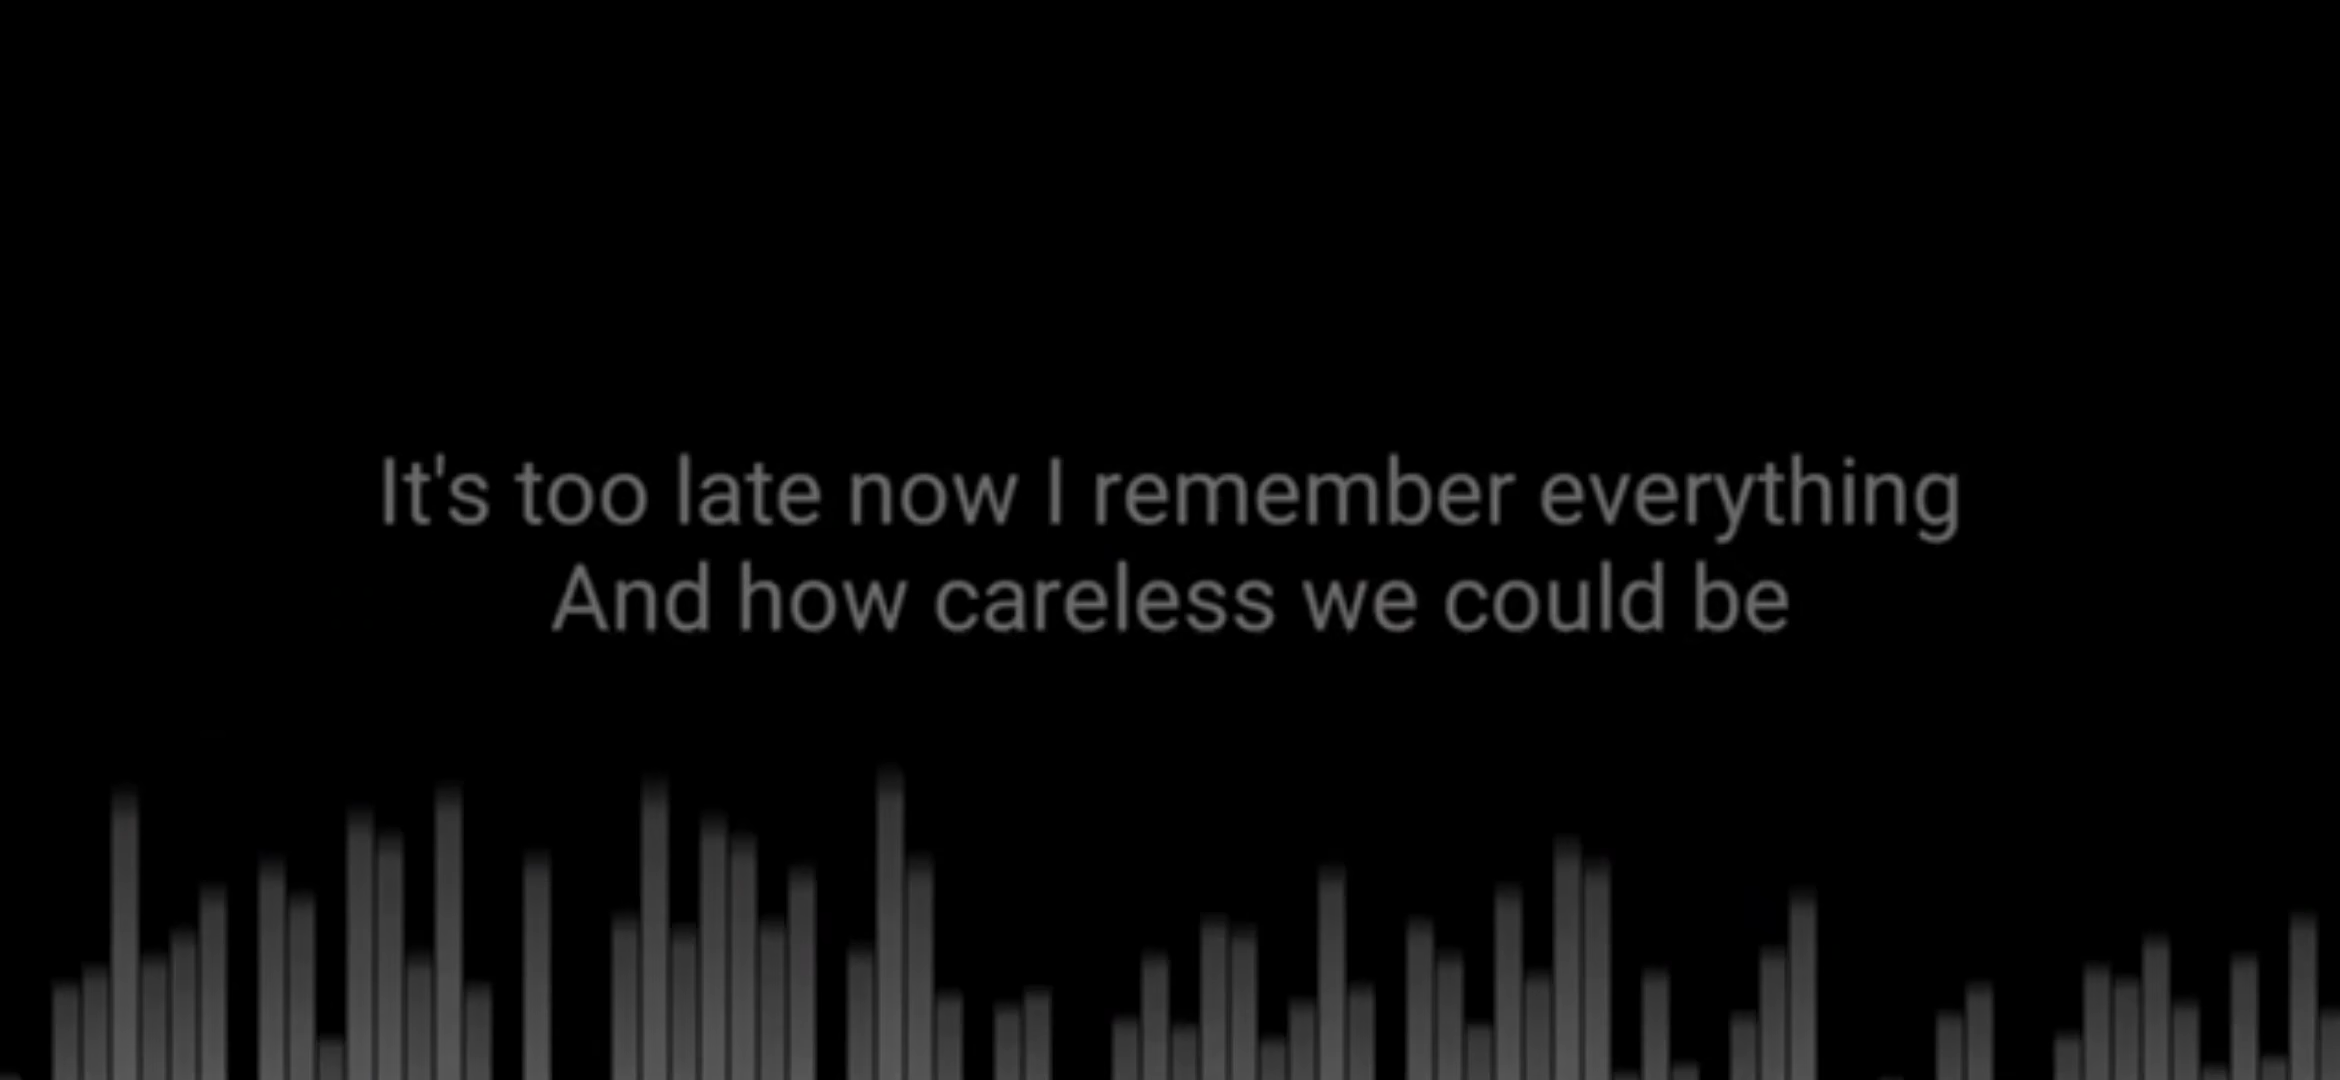 It's too late now I remember everything
And how careless we could be